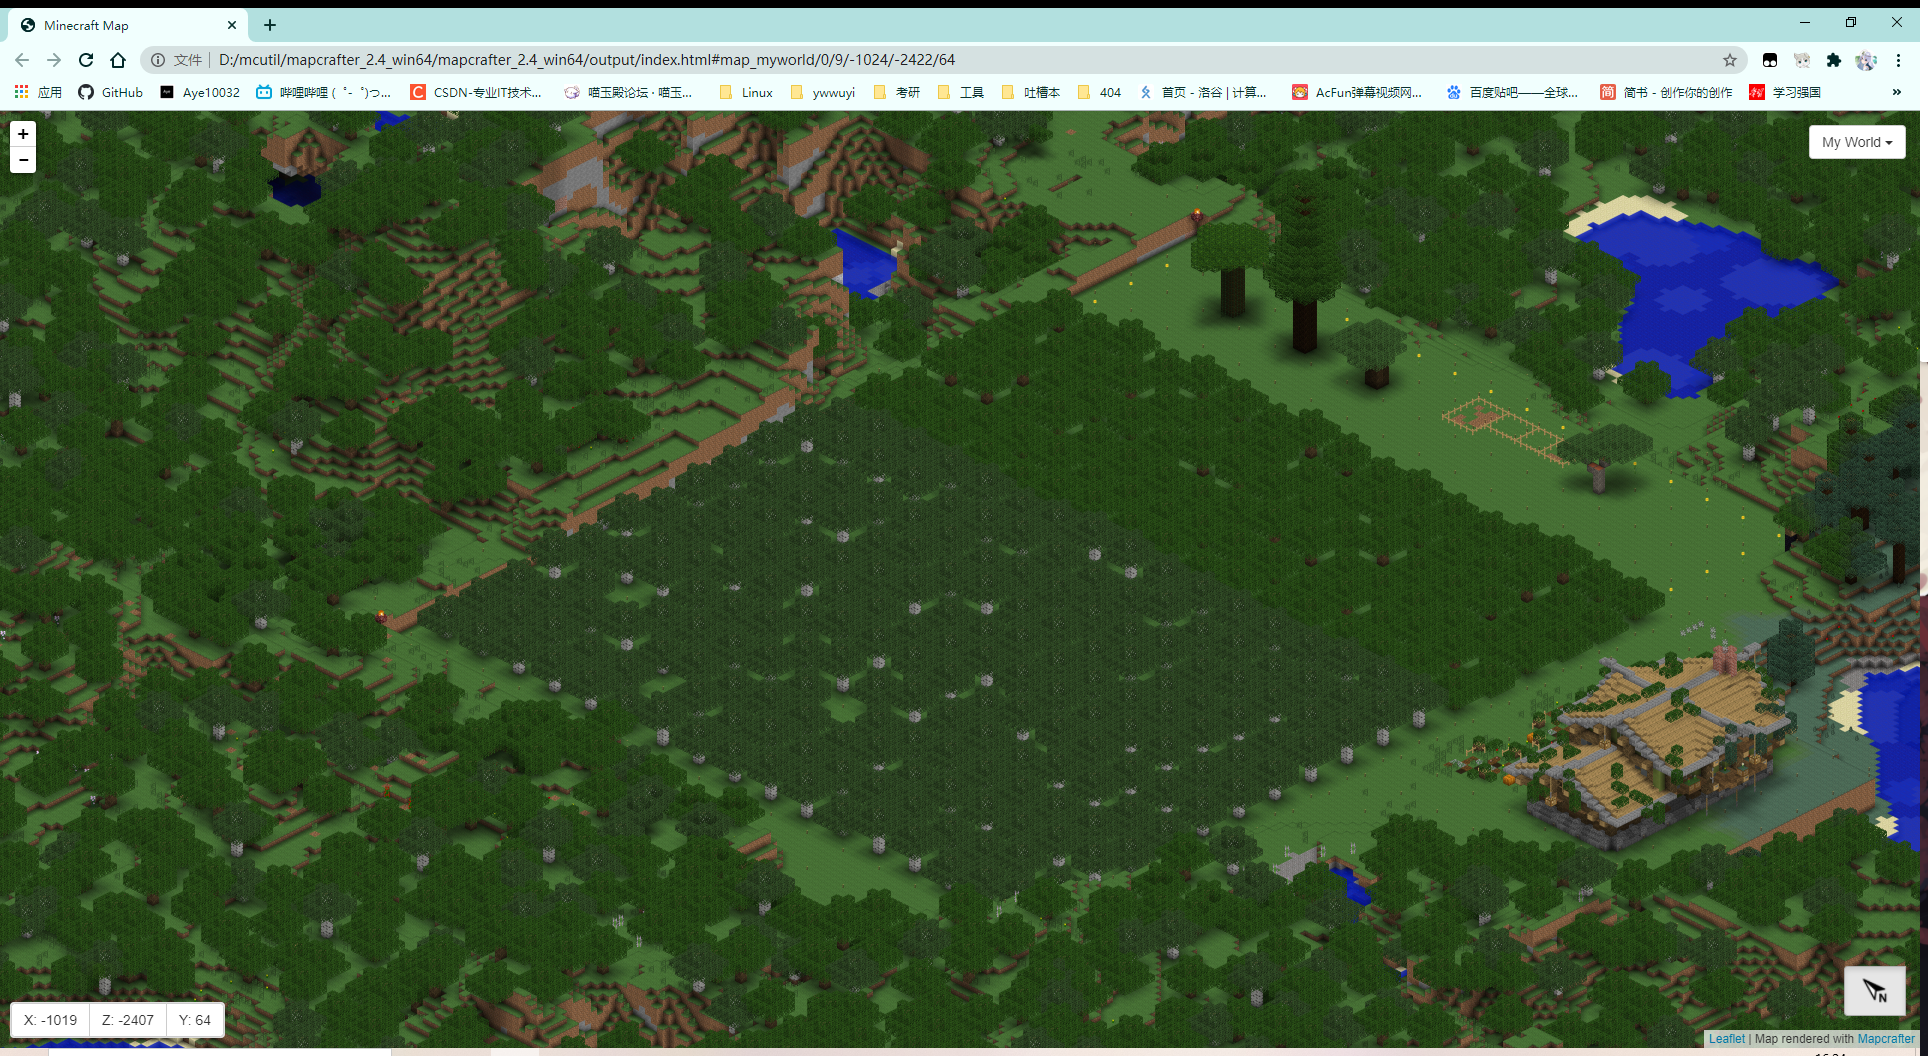 Minecraft Map
文件 | D:/mcutil/mapcrafter_2.4_win64/mapcrafter_2.4_win64/output/index.html#map_myworld/0/9/-1024/-2422/64
应用 GitHub Aye10032 哔哩哔哩 ( ゜- ゜)つ... CSDN-专业IT技术... 喵玉殿论坛 · 喵玉... Linux ywwuyi 考研 工具 吐槽本 404 首页 - 洛谷 | 计算... AcFun弹幕视频网... 百度贴吧——全球... 简书 - 创作你的创作 学习强国 »
+
−
My World
N
X: -1019 Z: -2407 Y: 64
Leaflet | Map rendered with Mapcrafter